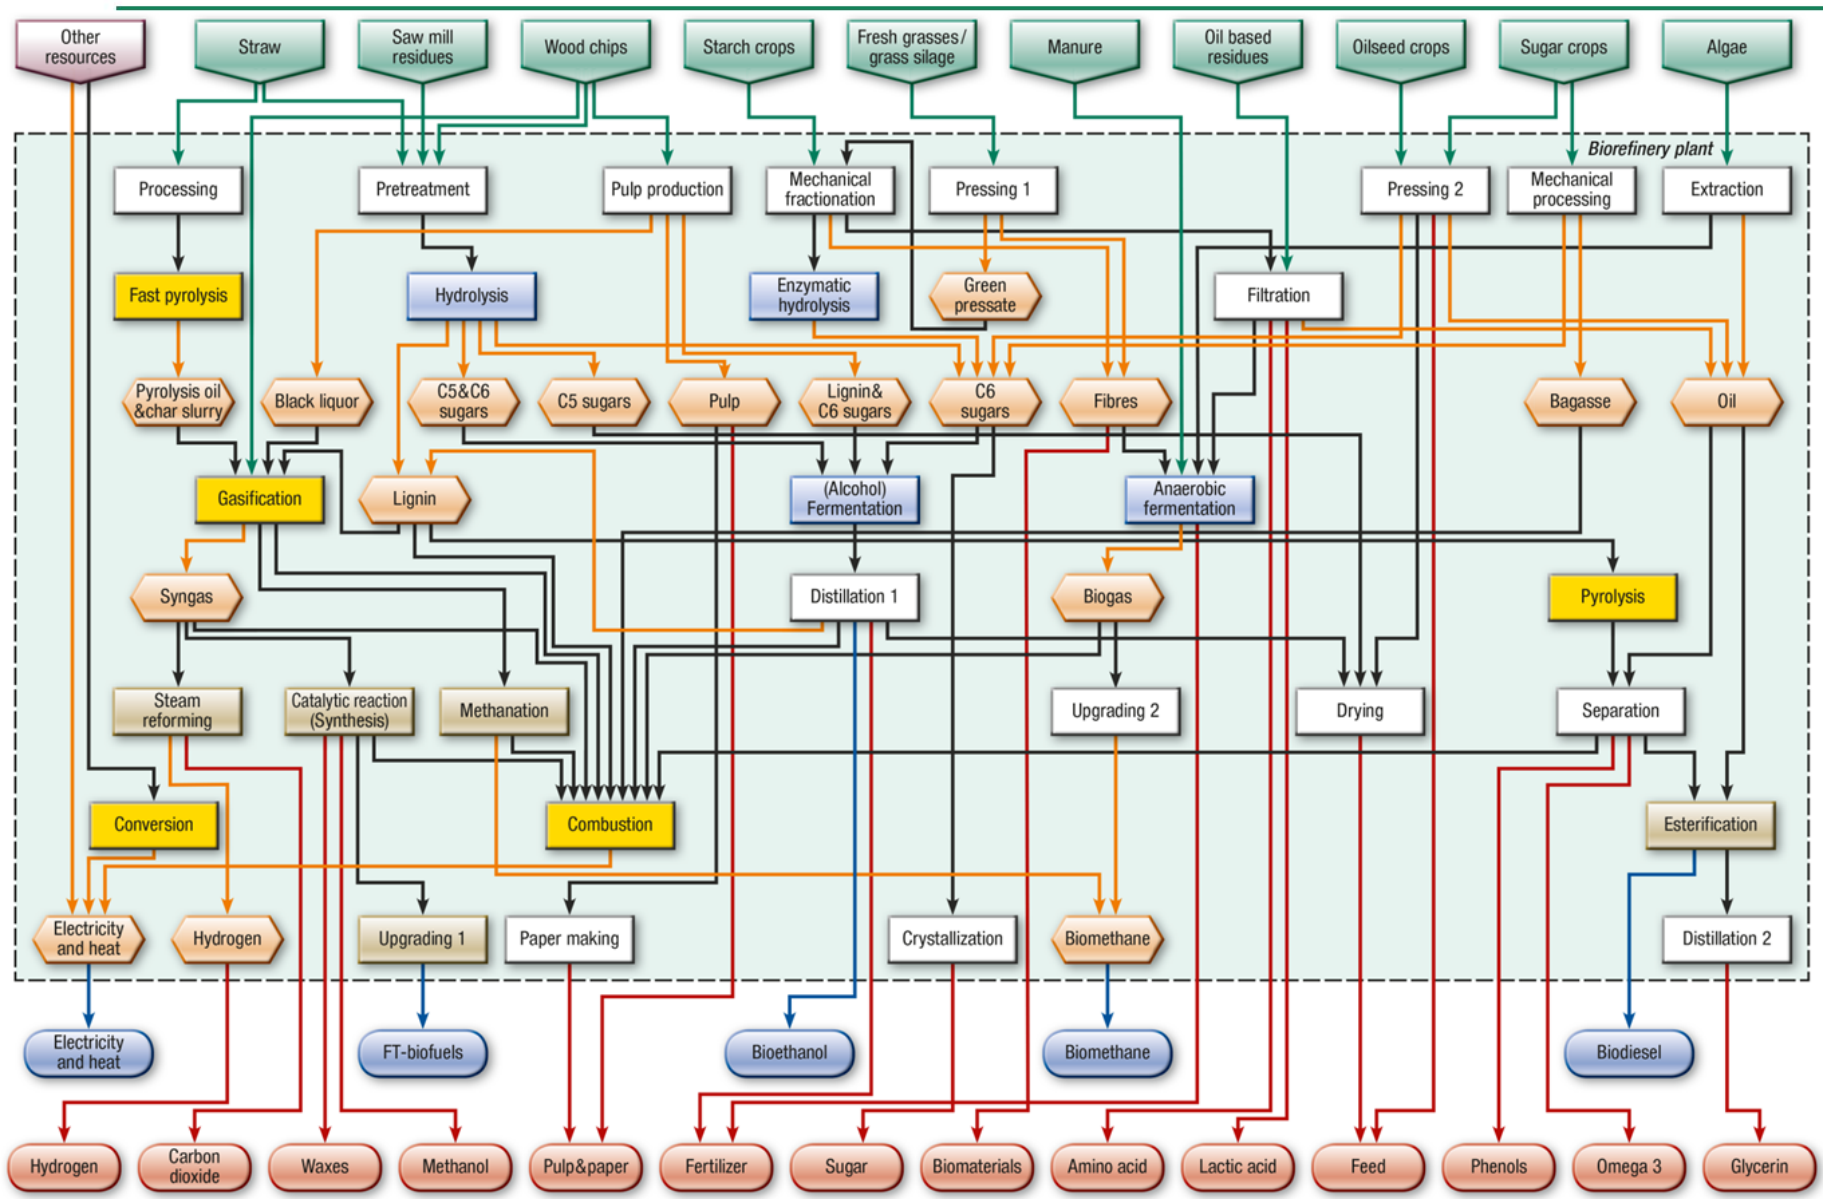 Other
resources
Straw
Saw mill
residues
Wood chips
Starch crops
Fresh grasses/
grass silage
Manure
Oil based
residues
Oilseed crops
Sugar crops
Algae
Biorefinery plant
Processing
Pretreatment
Pulp production
Mechanical
fractionation
Pressing 1
Pressing 2
Mechanical
processing
Extraction
Fast pyrolysis
Hydrolysis
Enzymatic
hydrolysis
Green
pressate
Filtration
Pyrolysis oil
&char slurry
Black liquor
C5&C6
sugars
C5 sugars
Pulp
Lignin&
C6 sugars
C6
sugars
Fibres
Bagasse
Oil
Gasification
Lignin
(Alcohol)
Fermentation
Anaerobic
fermentation
Syngas
Distillation 1
Biogas
Pyrolysis
Steam
reforming
Catalytic reaction
(Synthesis)
Methanation
Upgrading 2
Drying
Separation
Conversion
Combustion
Esterification
Electricity
and heat
Hydrogen
Upgrading 1
Paper making
Crystallization
Biomethane
Distillation 2
Electricity
and heat
FT-biofuels
Bioethanol
Biomethane
Biodiesel
Hydrogen
Carbon
dioxide
Waxes
Methanol
Pulp&paper
Fertilizer
Sugar
Biomaterials
Amino acid
Lactic acid
Feed
Phenols
Omega 3
Glycerin